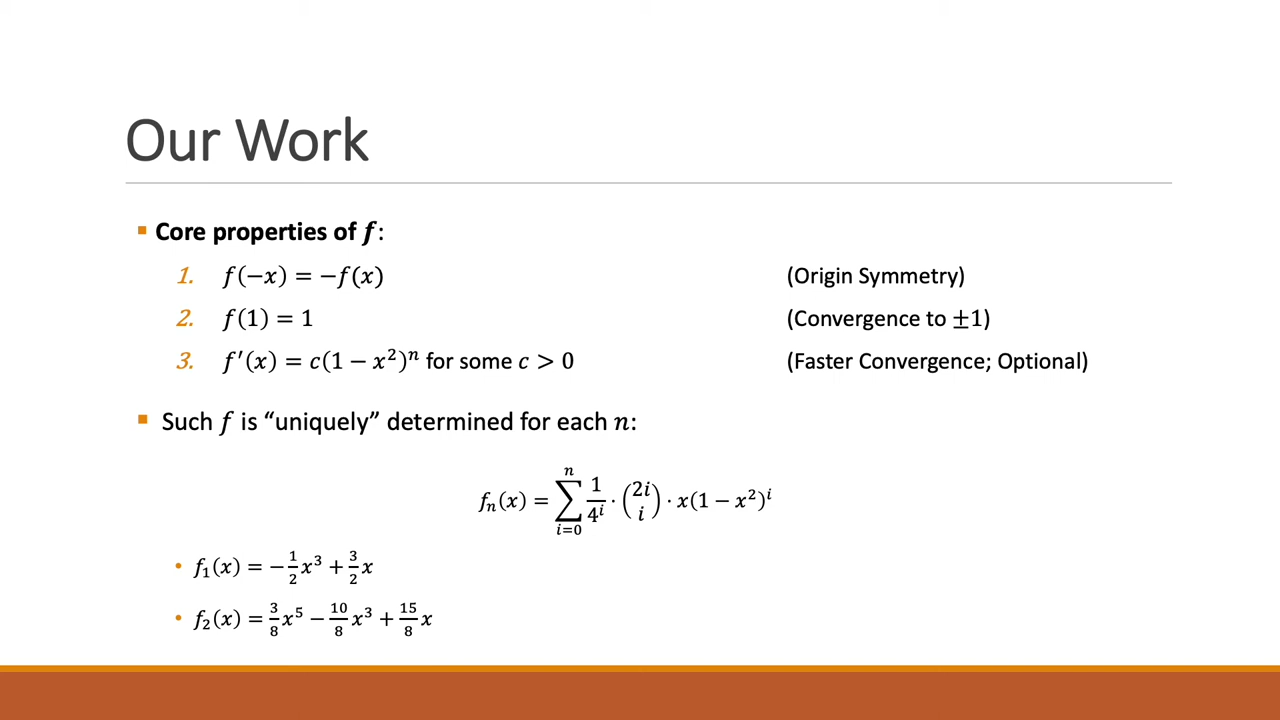 Our Work
▪ Core properties of f:
1. f(−x) = −f(x) (Origin Symmetry)
2. f(1) = 1 (Convergence to ±1)
3. f′(x) = c(1 − x²)ⁿ for some c > 0 (Faster Convergence; Optional)
▪ Such f is “uniquely” determined for each n:
fₙ(x) = ∑_{i=0}^{n} 1/4ⁱ · (2i i) · x(1 − x²)ⁱ
• f₁(x) = −1/2 x³ + 3/2 x
• f₂(x) = 3/8 x⁵ − 10/8 x³ + 15/8 x